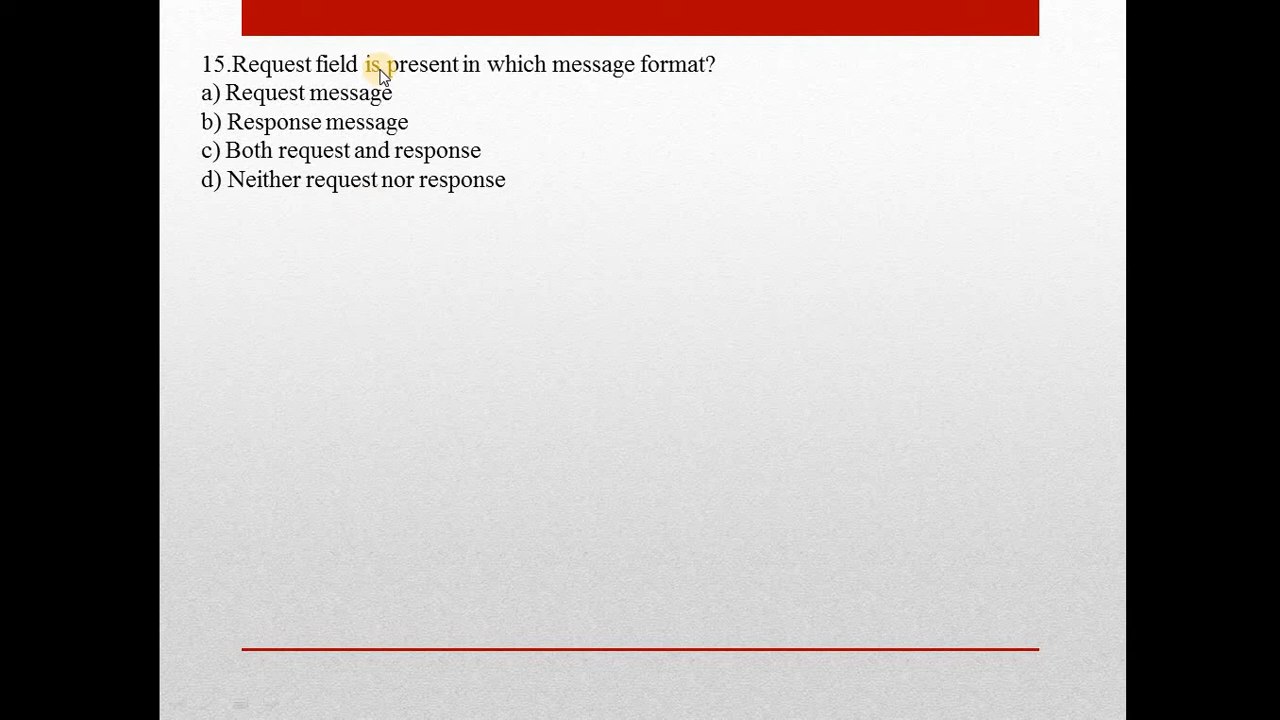 15.Request field is present in which message format?
a) Request message
b) Response message
c) Both request and response
d) Neither request nor response